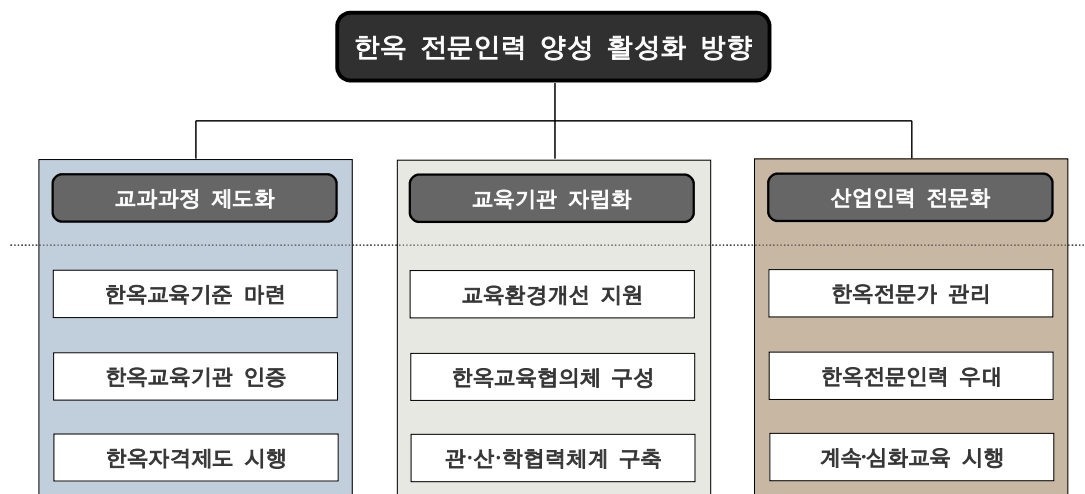 한옥 전문인력 양성 활성화 방향
교과과정 제도화
한옥교육기준 마련
한옥교육기관 인증
한옥자격제도 시행
교육기관 자립화
교육환경개선 지원
한옥교육협의체 구성
관·산·학협력체계 구축
산업인력 전문화
한옥전문가 관리
한옥전문인력 우대
계속·심화교육 시행